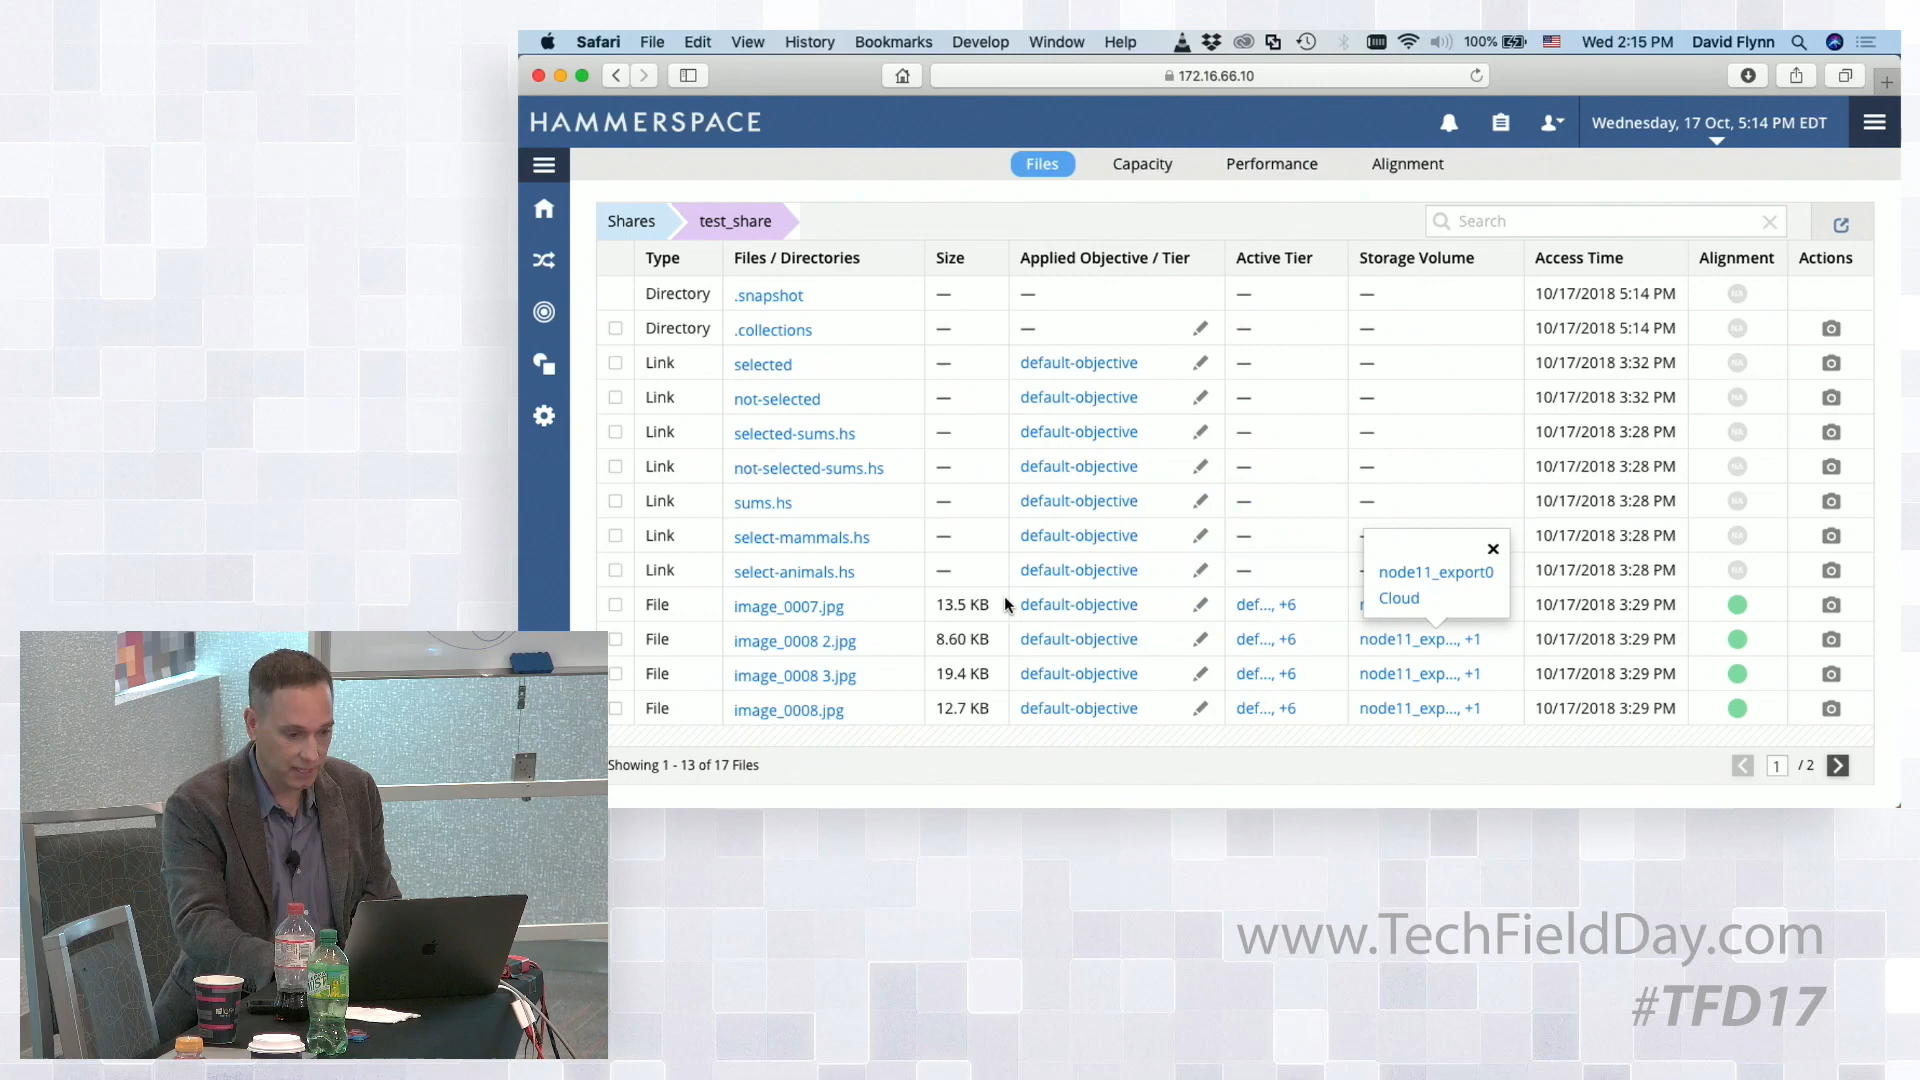 Safari File Edit View History Bookmarks Develop Window Help 100% Wed 2:15 PM David Flynn
172.16.66.10
HAMMERSPACE Wednesday, 17 Oct, 5:14 PM EDT
Files Capacity Performance Alignment
Shares test_share Search
Type Files / Directories Size Applied Objective / Tier Active Tier Storage Volume Access Time Alignment Actions
Directory .snapshot — — — — 10/17/2018 5:14 PM NA
Directory .collections — — — — 10/17/2018 5:14 PM NA
Link selected — default-objective — — 10/17/2018 3:32 PM NA
Link not-selected — default-objective — — 10/17/2018 3:32 PM NA
Link selected-sums.hs — default-objective — — 10/17/2018 3:28 PM NA
Link not-selected-sums.hs — default-objective — — 10/17/2018 3:28 PM NA
Link sums.hs — default-objective — — 10/17/2018 3:28 PM NA
Link select-mammals.hs — default-objective — 10/17/2018 3:28 PM NA
Link select-animals.hs — default-objective — 10/17/2018 3:28 PM NA
node11_export0
Cloud
File image_0007.jpg 13.5 KB default-objective def..., +6 10/17/2018 3:29 PM
File image_0008 2.jpg 8.60 KB default-objective def..., +6 node11_exp..., +1 10/17/2018 3:29 PM
File image_0008 3.jpg 19.4 KB default-objective def..., +6 node11_exp..., +1 10/17/2018 3:29 PM
File image_0008.jpg 12.7 KB default-objective def..., +6 node11_exp..., +1 10/17/2018 3:29 PM
Showing 1 - 13 of 17 Files 1 / 2
www.TechFieldDay.com
#TFD17